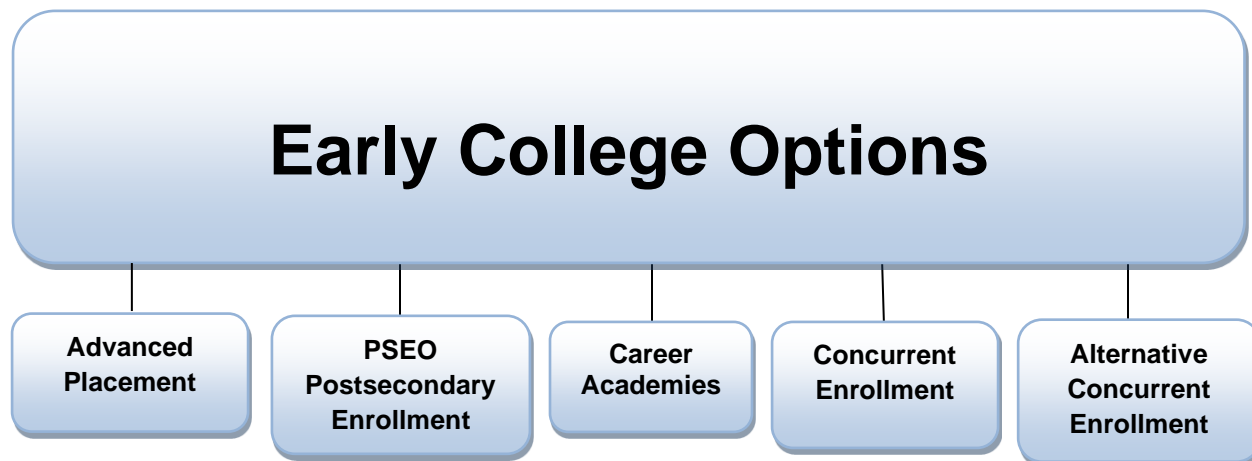 Early College Options
Advanced
Placement
PSEO
Postsecondary
Enrollment
Career
Academies
Concurrent
Enrollment
Alternative
Concurrent
Enrollment